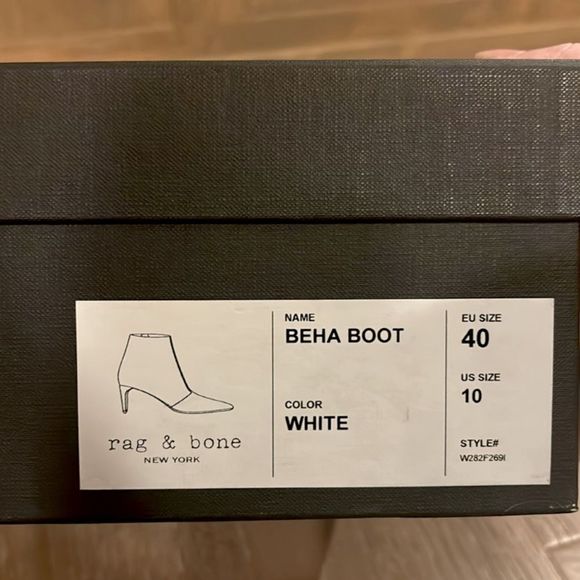 rag & bone
NEW YORK
NAME
BEHA BOOT
COLOR
WHITE
EU SIZE
40
US SIZE
10
STYLE#
W282F269I